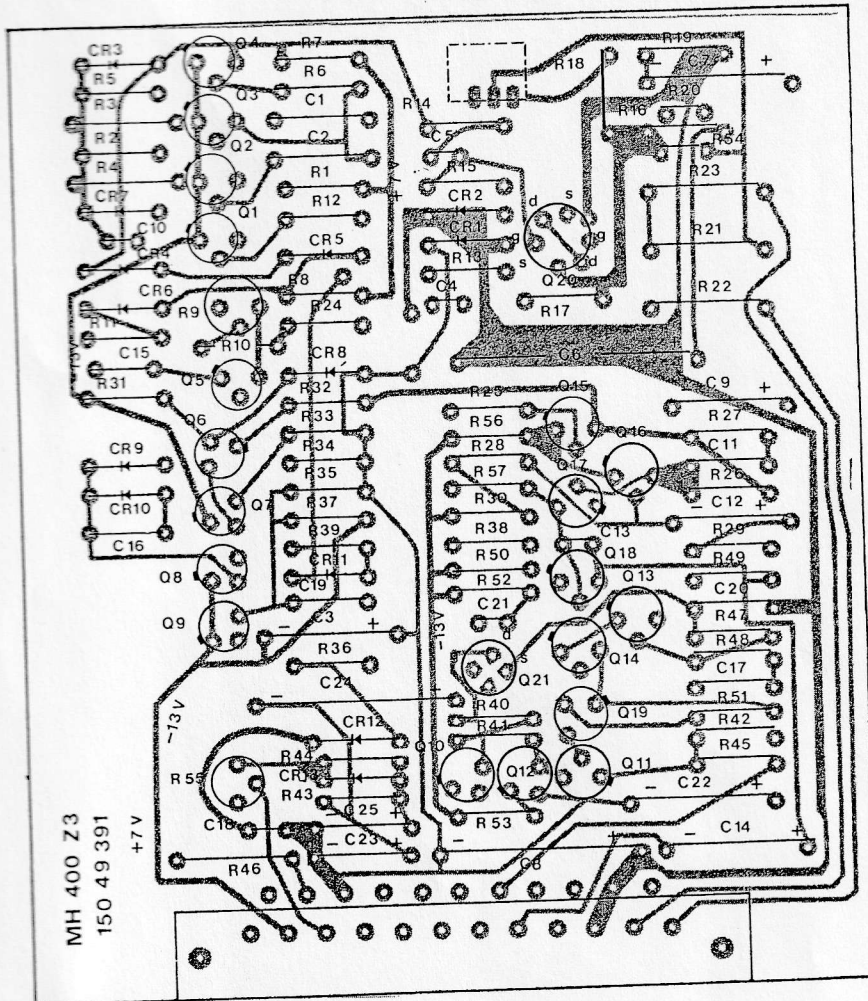 CR3
Q4
R7
R19
R5
R6
R18
C7
- +
R3
Q3
C1
R14
R20
R16
R2
Q2
C2
C5
R54
R4
R1
R15
R23
CR7
Q1
R12
CR2
d s
+
C10
CR1
g g
R21
CR4
CR5
R13
s d
R8
Q20
CR6
R9
R24
C4
R17
R22
R11
R10
C15
CR8
C6
R31
Q5
R32
R25
Q15
C9
+
Q6
R33
R56
Q16
R27
R34
R28
C11
CR9
R35
R57
Q17
R26
CR10
Q7
R37
R30
C12
- +
C16
R39
R38
C13
R29
Q18
R49
Q8
R50
C19
R52
Q13
C20
Q9
C3
- +
C21
R47
-13V
d
R48
R36
s
Q14
C17
C24
- +
Q21
-13V
R40
R51
CR12
R41
Q19
R42
Q10
R44
R45
R55
Q12
Q11
R43
C22
- +
C25
- +
R53
C18
C23
- +
C14
- +
+7V
R46
C8
- +
MH 400 Z3
150 49 391